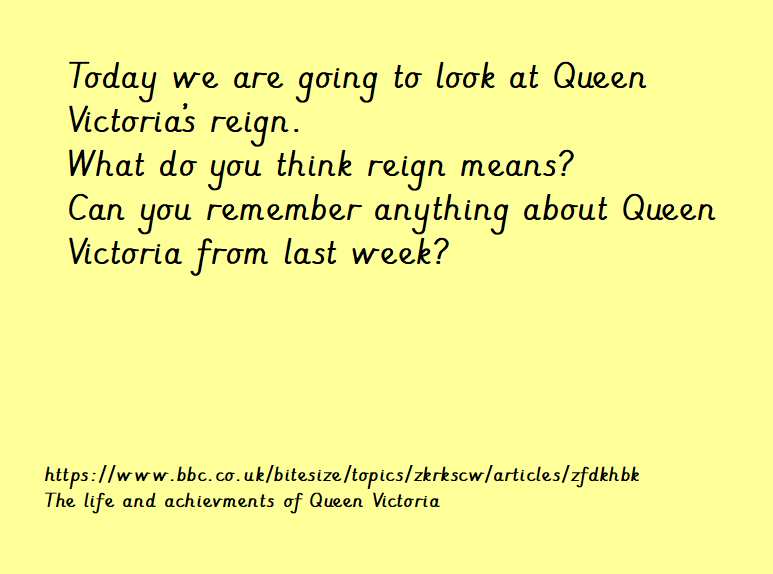 Today we are going to look at Queen
Victoria's reign.
What do you think reign means?
Can you remember anything about Queen
Victoria from last week?
https://www.bbc.co.uk/bitesize/topics/zkrkscw/articles/zfdkhbk
The life and achievments of Queen Victoria